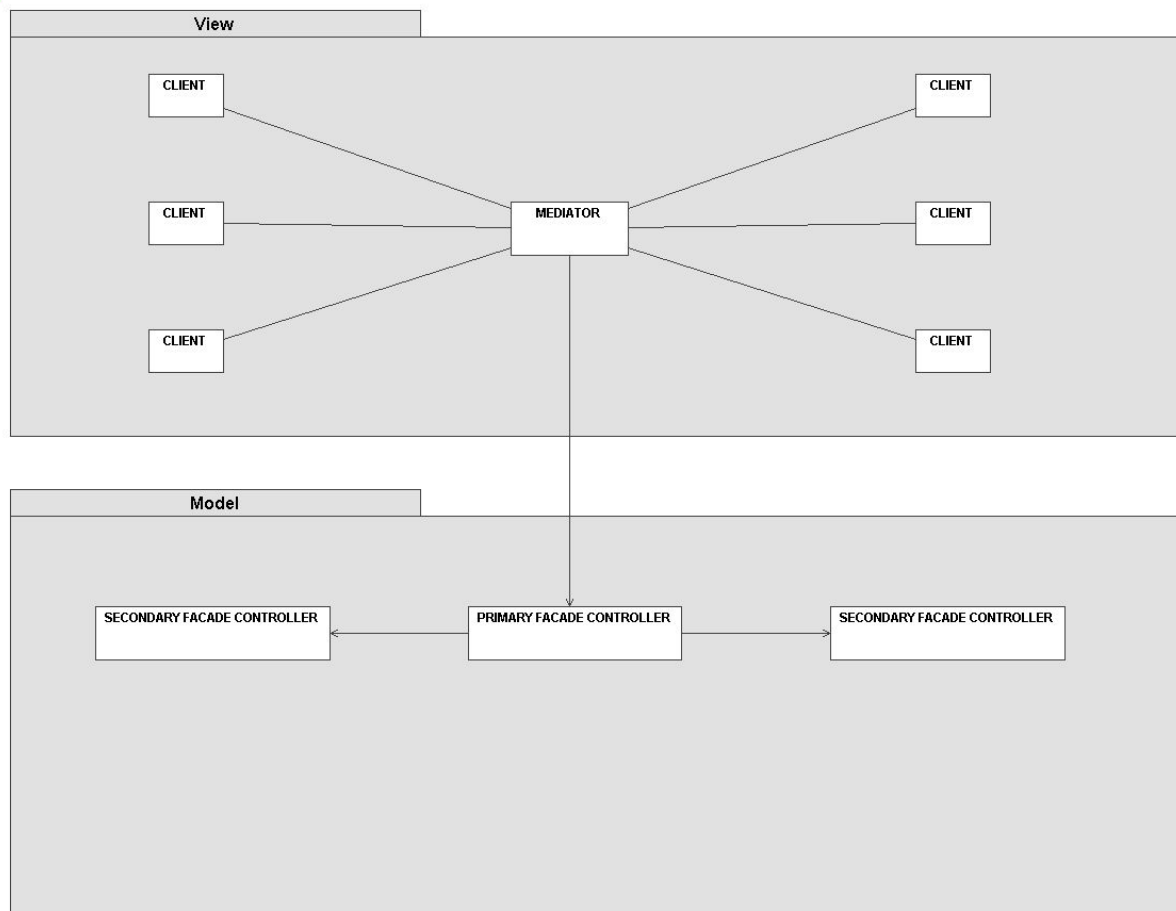 View
CLIENT
CLIENT
CLIENT
MEDIATOR
CLIENT
CLIENT
CLIENT
Model
SECONDARY FACADE CONTROLLER
PRIMARY FACADE CONTROLLER
SECONDARY FACADE CONTROLLER